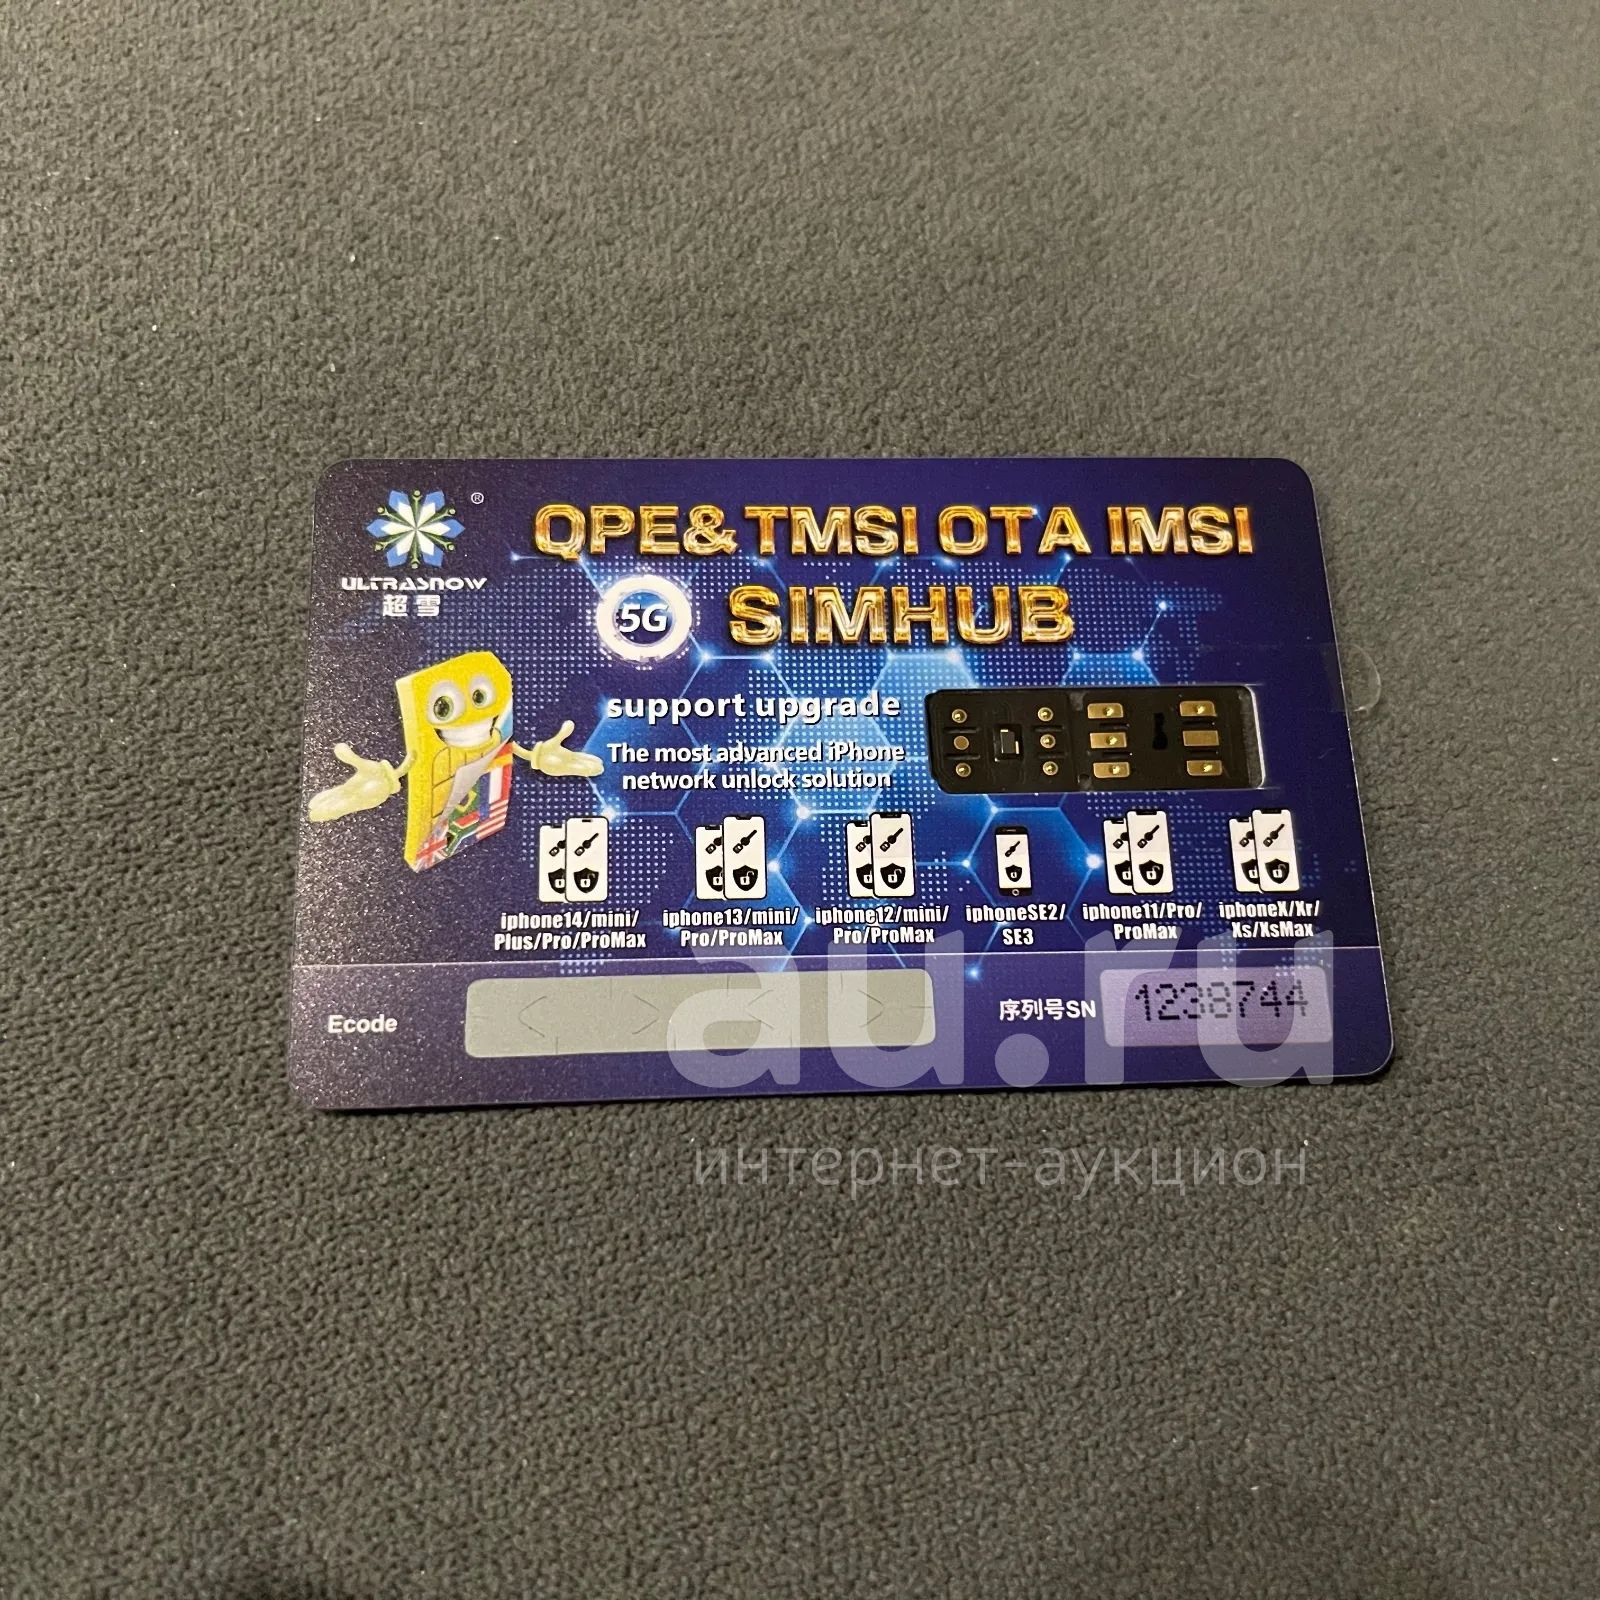 ®
ULTRASNOW
超雪
QPE& TMSI OTA IMSI
5G
SIMHUB
support upgrade
The most advanced iPhone
network unlock solution
iphone14/mini/
Plus/Pro/ProMax
iphone13/mini/
Pro/ProMax
iphone12/mini/
Pro/ProMax
iphoneSE2/
SE3
iphone11/Pro/
ProMax
iphoneX/Xr/
Xs/XsMax
Ecode
序列号SN
1238744
au.ru
интернет-аукцион